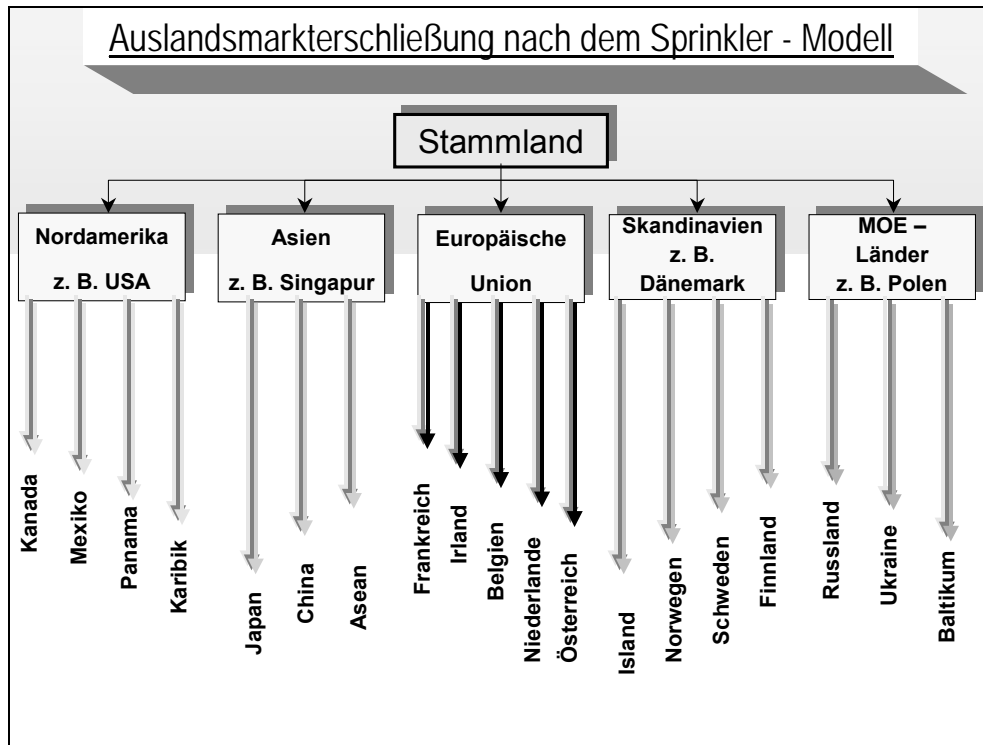 Auslandsmarkterschließung nach dem Sprinkler - Modell
Stammland
Nordamerika
z. B. USA
Asien
z. B. Singapur
Europäische
Union
Skandinavien
z. B.
Dänemark
MOE –
Länder
z. B. Polen
Kanada
Mexiko
Panama
Karibik
Japan
China
Asean
Frankreich
Irland
Belgien
Niederlande
Österreich
Island
Norwegen
Schweden
Finnland
Russland
Ukraine
Baltikum